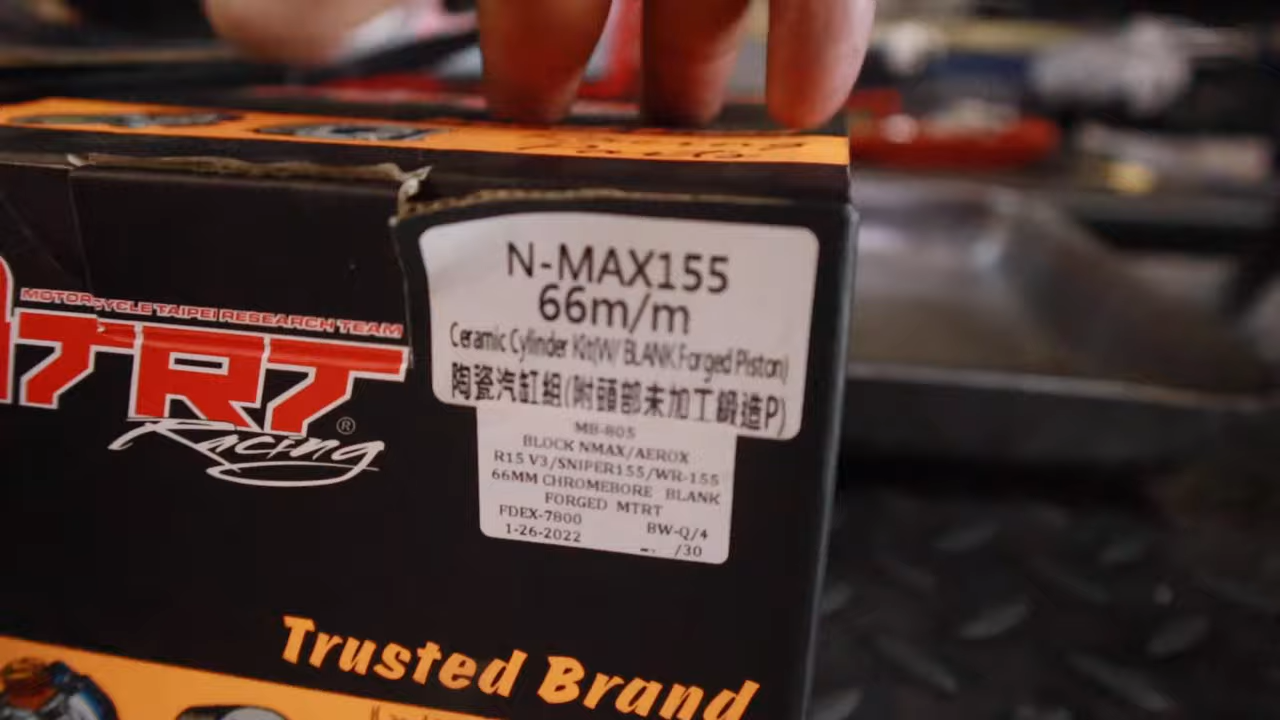 N-MAX155
66m/m
Ceramic Cylinder Kit(W/ BLANK Forged Piston)
陶瓷汽缸組(附頭部未加工鍛造P)
MB-805
BLOCK NMAX/AEROX
R15 V3/SNIPER155/WR-155
66MM CHROMEBORE BLANK
FORGED MTRT
FDEX-7800 BW-Q/4
1-26-2022 -- /30
MOTORCYCLE TAIPEI RESEARCH TEAM
MTRT®
Racing
Trusted Brand